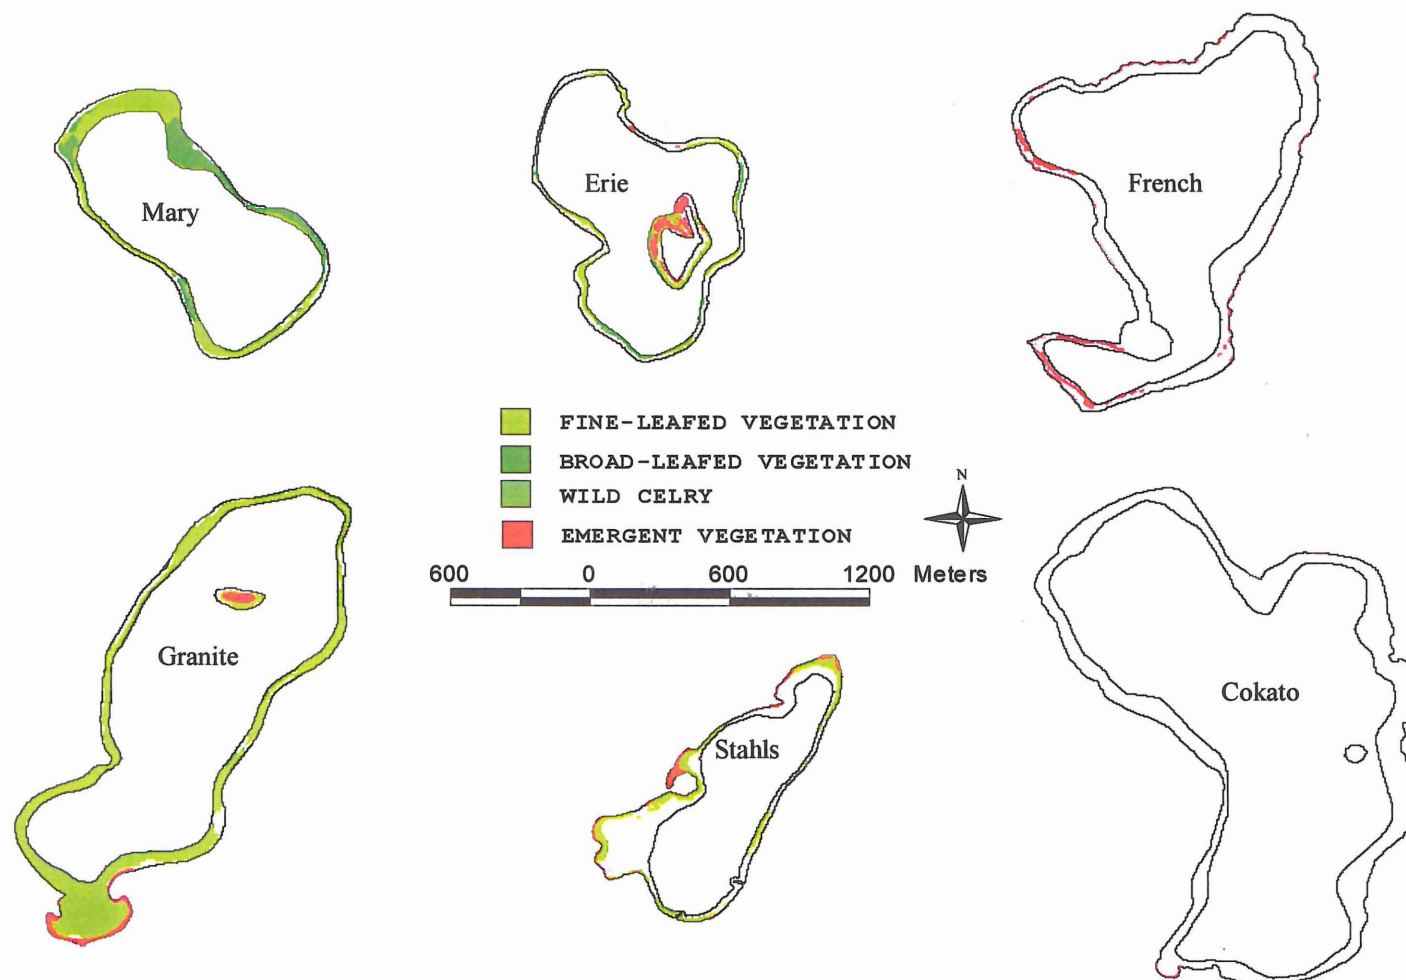 Mary
Erie
French
FINE-LEAFED VEGETATION
BROAD-LEAFED VEGETATION
WILD CELRY
EMERGENT VEGETATION
N
600 0 600 1200 Meters
Granite
Stahls
Cokato